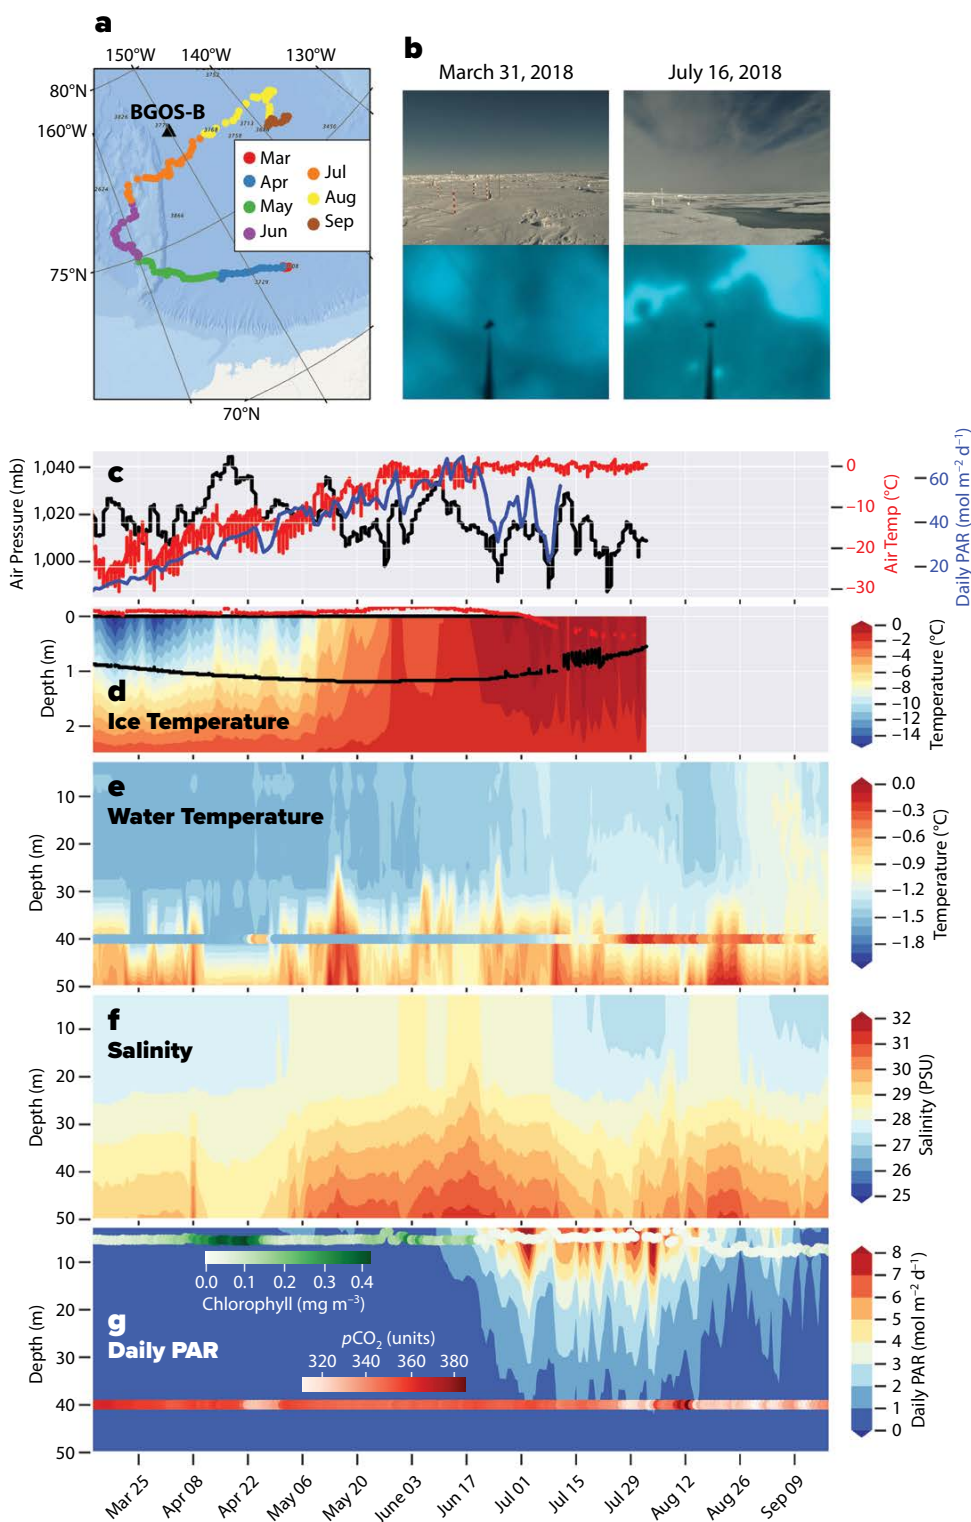 a
150°W 140°W 130°W
80°N
160°W
75°N
70°N
BGOS-B
Mar
Apr
May
Jun
Jul
Aug
Sep
b
March 31, 2018 July 16, 2018
c
Air Pressure (mb)
1,040
1,020
1,000
0
−10
−20
−30
Air Temp (°C)
60
40
20
Daily PAR (mol m−2 d−1)
d
Ice Temperature
Depth (m)
0
1
2
0
−2
−4
−6
−8
−10
−12
−14
Temperature (°C)
e
Water Temperature
Depth (m)
10
20
30
40
50
0.0
−0.3
−0.6
−0.9
−1.2
−1.5
−1.8
Temperature (°C)
f
Salinity
Depth (m)
10
20
30
40
50
32
31
30
29
28
27
26
25
Salinity (PSU)
g
Daily PAR
Depth (m)
10
20
30
40
50
0.0 0.1 0.2 0.3 0.4
Chlorophyll (mg m−3)
pCO2 (units)
320 340 360 380
8
7
6
5
4
3
2
1
0
Daily PAR (mol m−2 d−1)
Mar 25 Apr 08 Apr 22 May 06 May 20 June 03 Jun 17 Jul 01 Jul 15 Jul 29 Aug 12 Aug 26 Sep 09